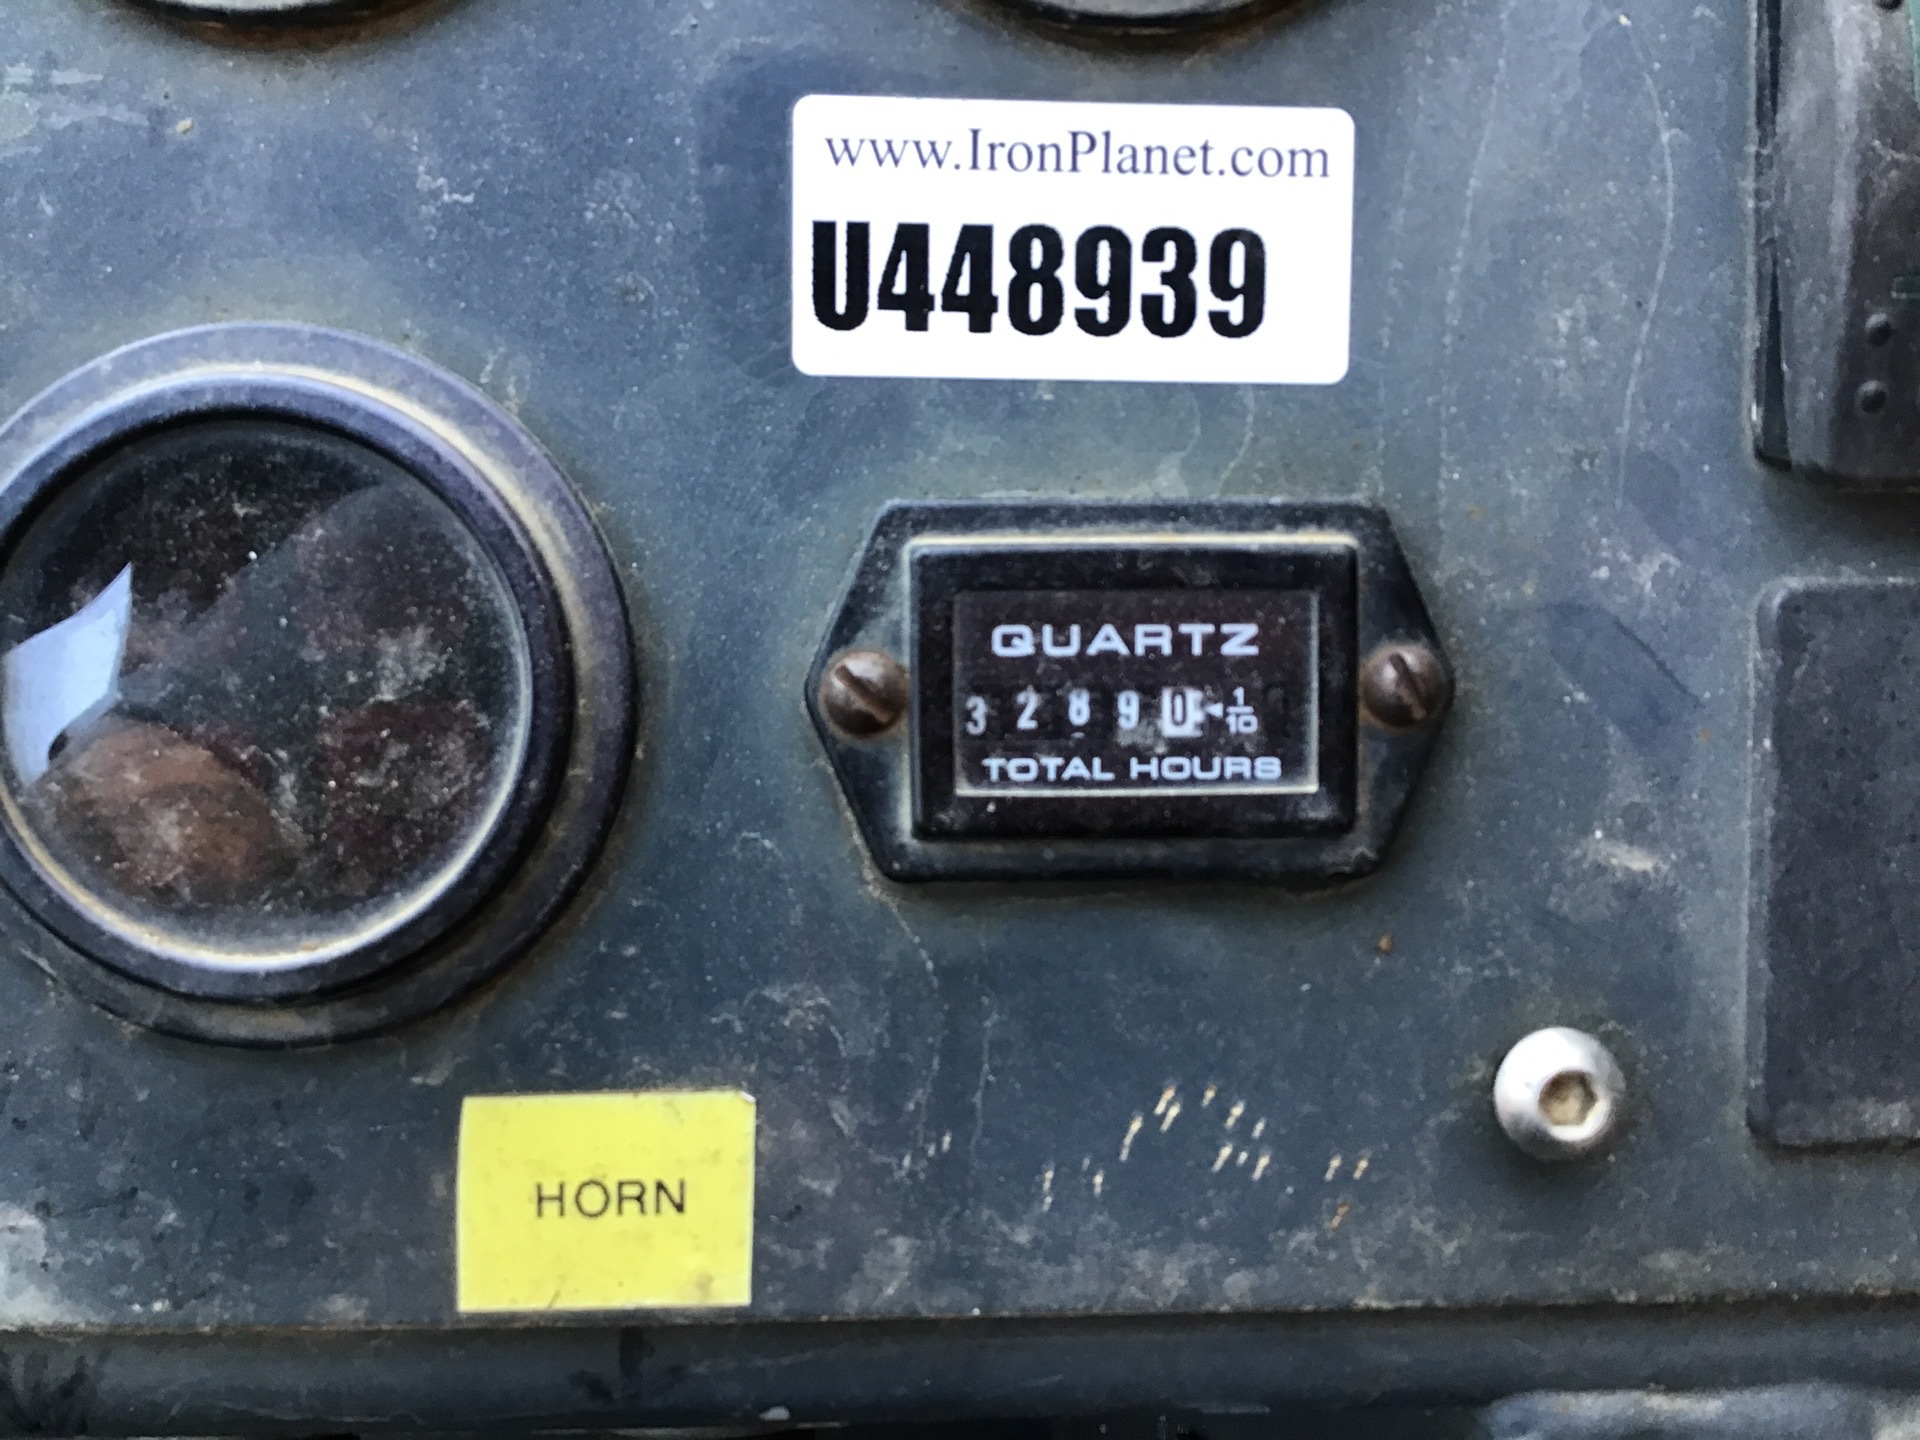 www.IronPlanet.com
U448939
QUARTZ
3 2 8 9 0 ◂ 1/10
TOTAL HOURS
HORN